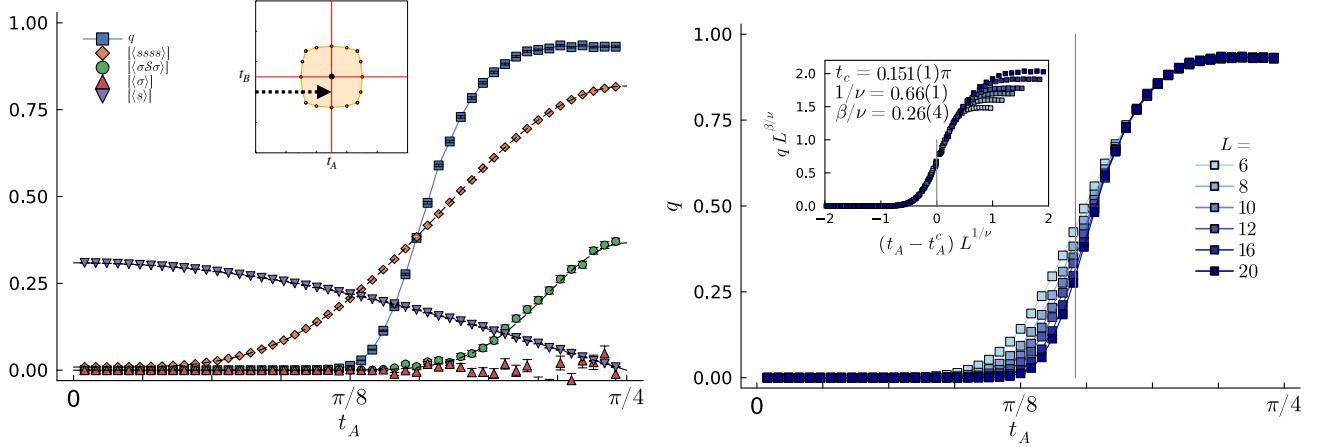 1.00
0.75
0.50
0.25
0.00
q
[⟨ssss⟩]
[⟨σSσ⟩]
[⟨σ⟩]
[⟨s⟩]
t_B
t_A
0
π/8
π/4
t_A
1.00
0.75
0.50
0.25
0.00
q
t_c = 0.151(1)π
1/ν = 0.66(1)
β/ν = 0.26(4)
2.0
1.5
1.0
0.5
0.0
q L^{β/ν}
−2
−1
0
1
2
(t_A − t_A^c) L^{1/ν}
L =
6
8
10
12
16
20
0
π/8
π/4
t_A